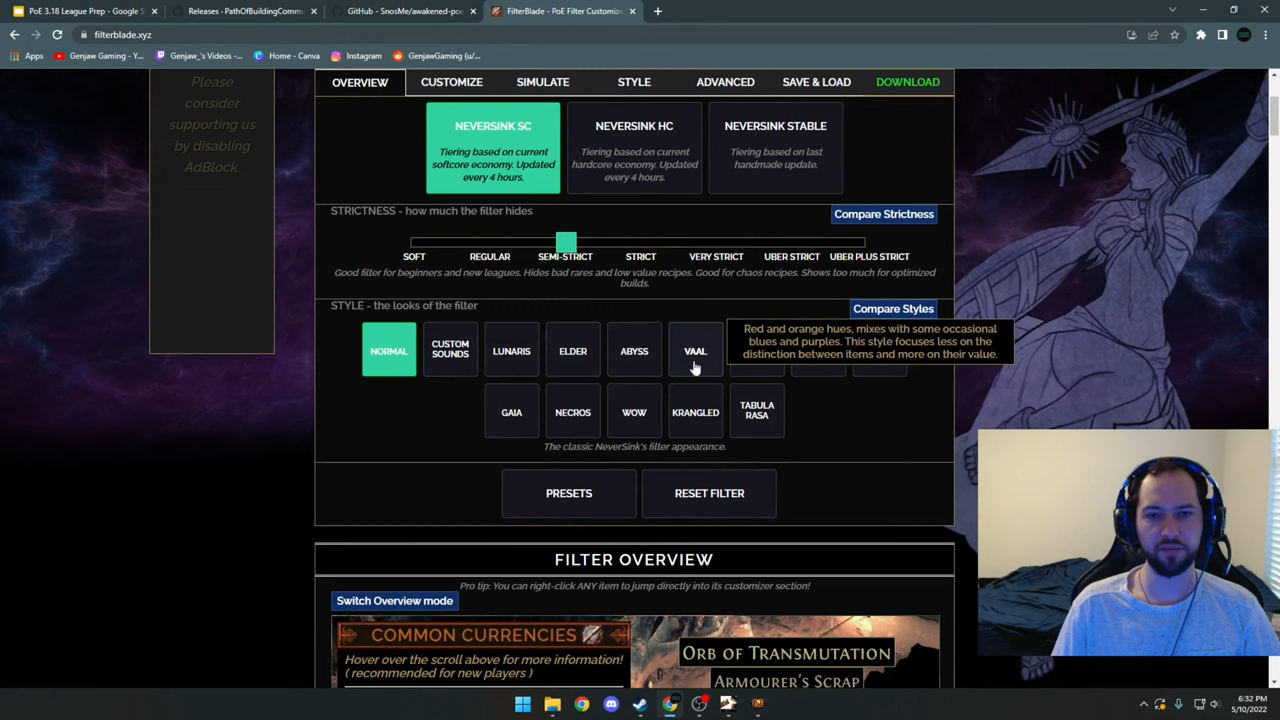 PoE 3.18 League Prep - Google S
Releases · PathOfBuildingCommu
GitHub - SnosMe/awakened-poe
FilterBlade - PoE Filter Customize
filterblade.xyz
Apps
Genjaw Gaming - Y...
Genjaw_'s Videos -...
Home - Canva
Instagram
GenjawGaming (u/...
OVERVIEW
CUSTOMIZE
SIMULATE
STYLE
ADVANCED
SAVE & LOAD
DOWNLOAD
Please
consider
supporting us
by disabling
AdBlock.
NEVERSINK SC
Tiering based on current
softcore economy. Updated
every 4 hours.
NEVERSINK HC
Tiering based on current
hardcore economy. Updated
every 4 hours.
NEVERSINK STABLE
Tiering based on last
handmade update.
STRICTNESS - how much the filter hides
Compare Strictness
SOFT
REGULAR
SEMI-STRICT
STRICT
VERY STRICT
UBER STRICT
UBER PLUS STRICT
Good filter for beginners and new leagues. Hides bad rares and low value recipes. Good for chaos recipes. Shows too much for optimized
builds.
STYLE - the looks of the filter
Compare Styles
Red and orange hues, mixes with some occasional
blues and purples. This style focuses less on the
distinction between items and more on their value.
NORMAL
CUSTOM
SOUNDS
LUNARIS
ELDER
ABYSS
VAAL
GAIA
NECROS
WOW
KRANGLED
TABULA
RASA
The classic NeverSink's filter appearance.
PRESETS
RESET FILTER
FILTER OVERVIEW
Pro tip: You can right-click ANY item to jump directly into its customizer section!
Switch Overview mode
COMMON CURRENCIES
Hover over the scroll above for more information!
( recommended for new players )
ORB OF TRANSMUTATION
ARMOURER'S SCRAP
6:32 PM
5/10/2022